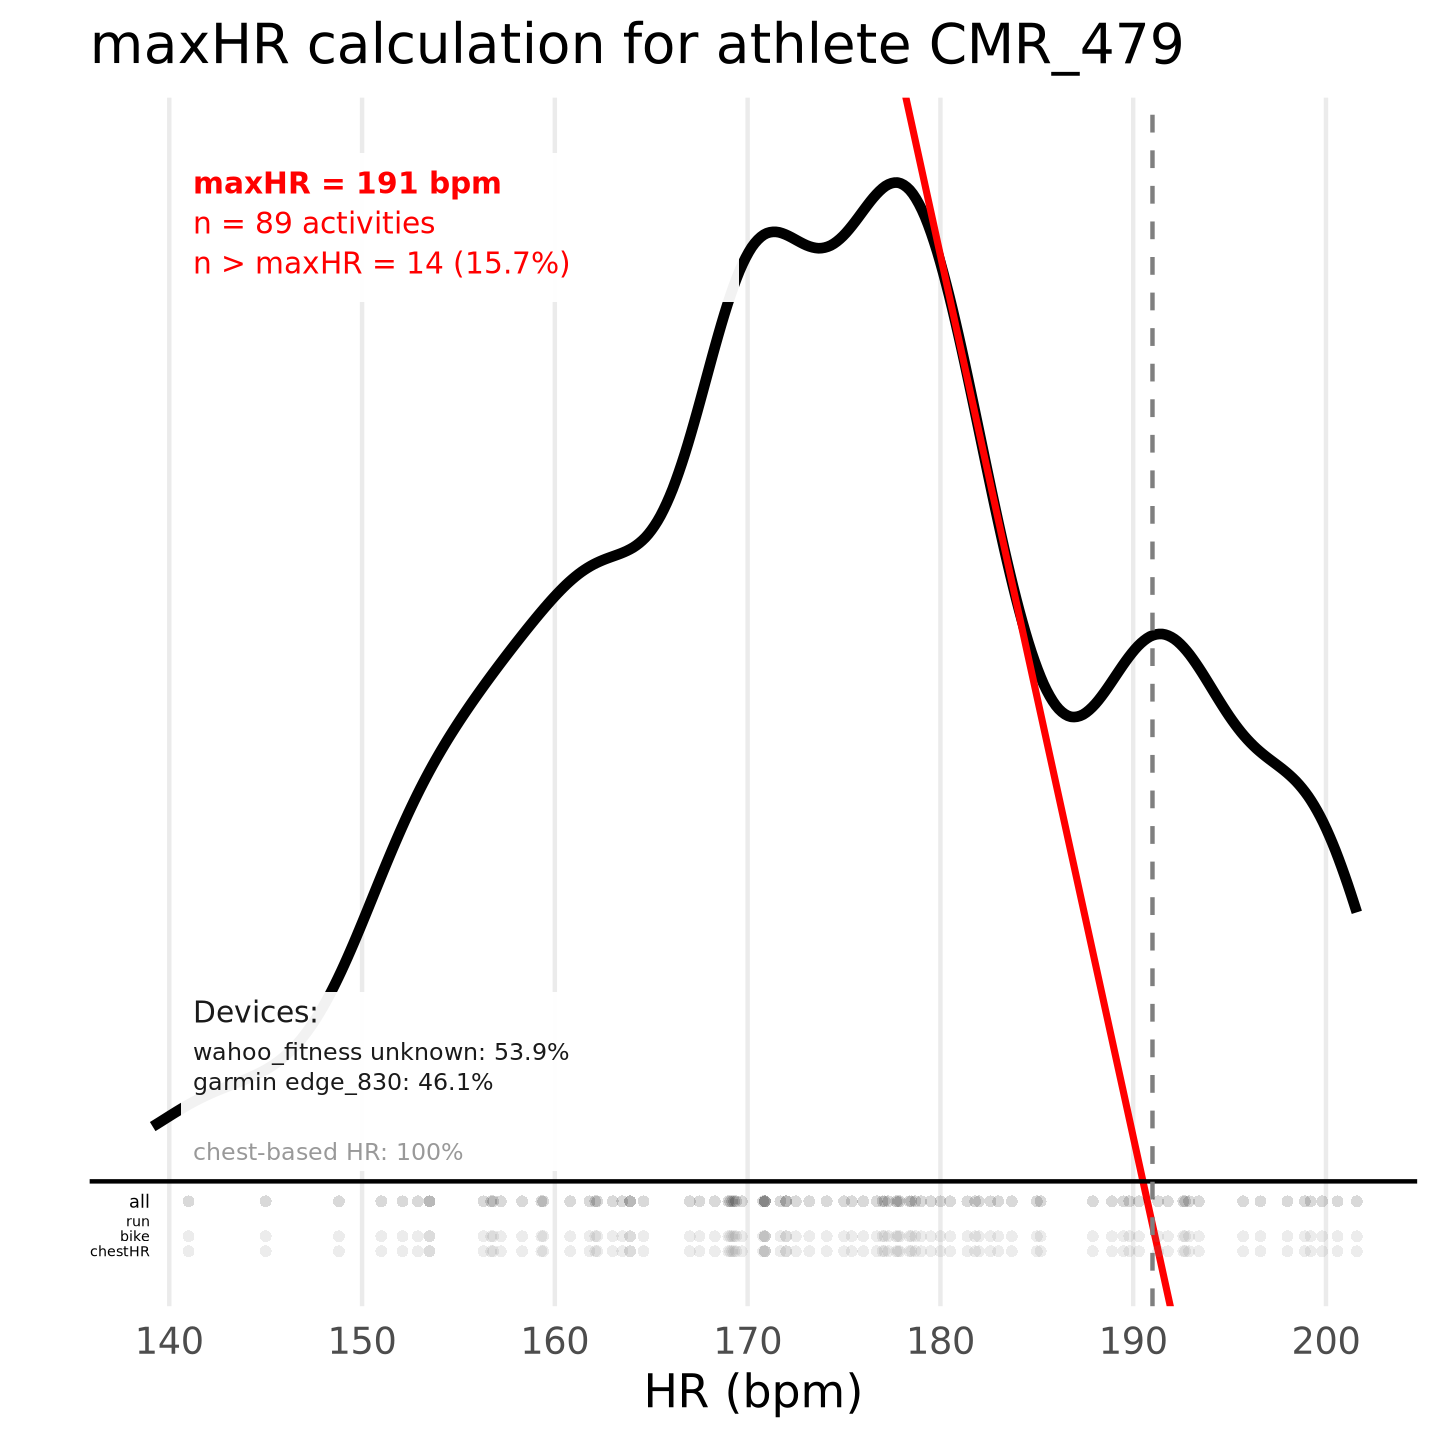 maxHR calculation for athlete CMR_479
maxHR = 191 bpm
n = 89 activities
n > maxHR = 14 (15.7%)
Devices:
wahoo_fitness unknown: 53.9%
garmin edge_830: 46.1%
chest-based HR: 100%
all
run
bike
chestHR
140 150 160 170 180 190 200
HR (bpm)